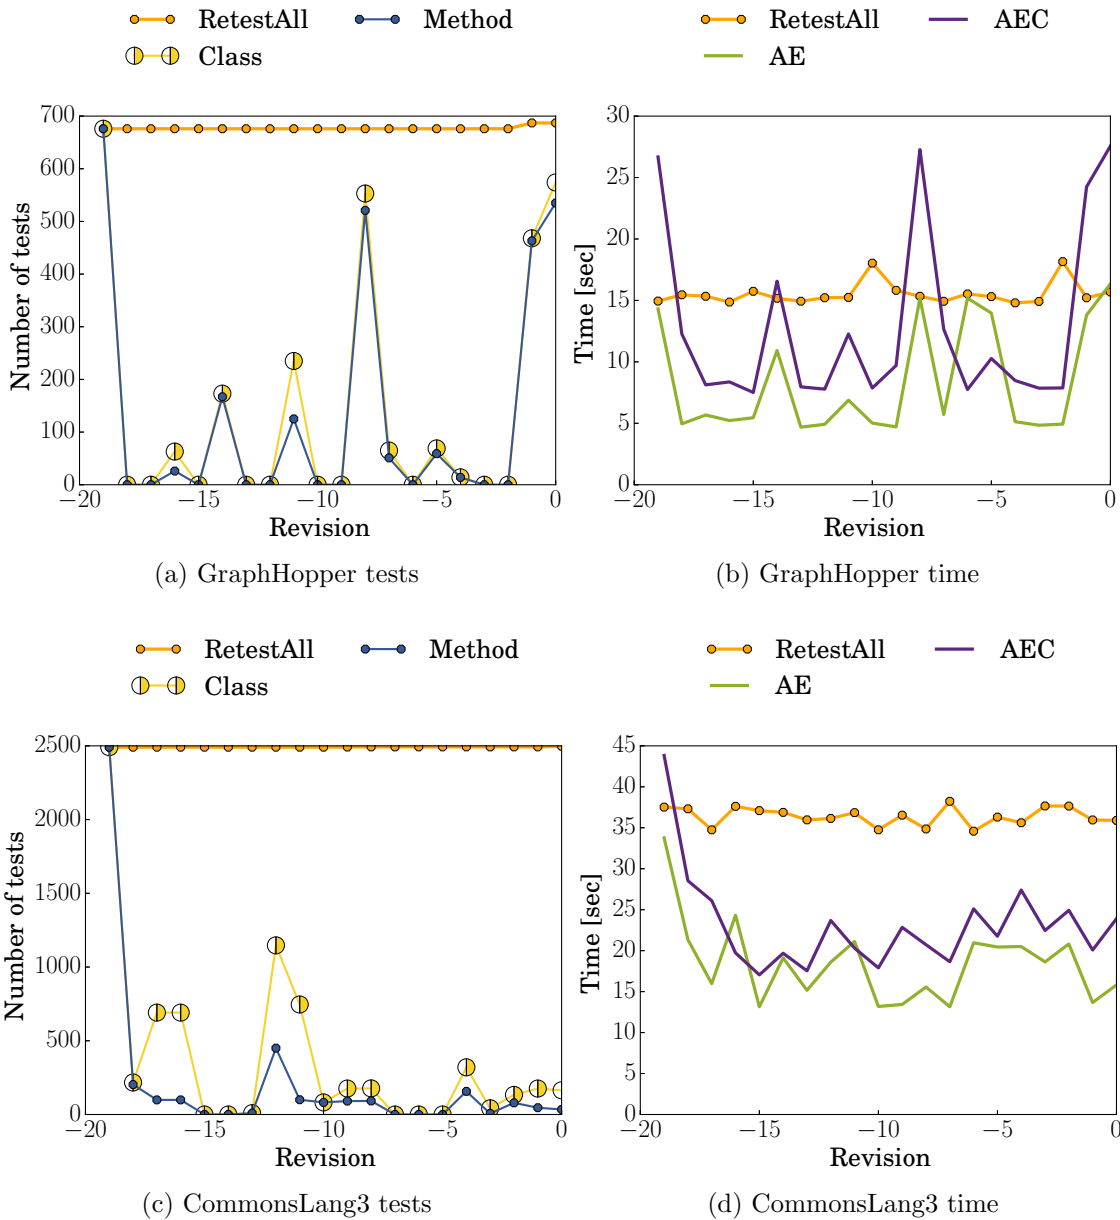 RetestAll Method
Class
RetestAll AEC
AE
700
600
500
400
300
200
100
0
Number of tests
−20 −15 −10 −5 0
Revision
(a) GraphHopper tests
30
25
20
15
10
5
0
Time [sec]
−20 −15 −10 −5 0
Revision
(b) GraphHopper time
RetestAll Method
Class
RetestAll AEC
AE
2500
2000
1500
1000
500
0
Number of tests
−20 −15 −10 −5 0
Revision
(c) CommonsLang3 tests
45
40
35
30
25
20
15
10
5
0
Time [sec]
−20 −15 −10 −5 0
Revision
(d) CommonsLang3 time